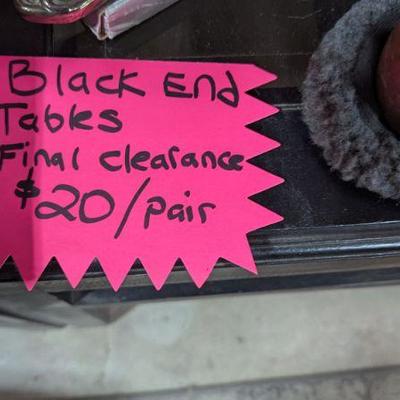 Black End
Tables
Final Clearance
$20/pair